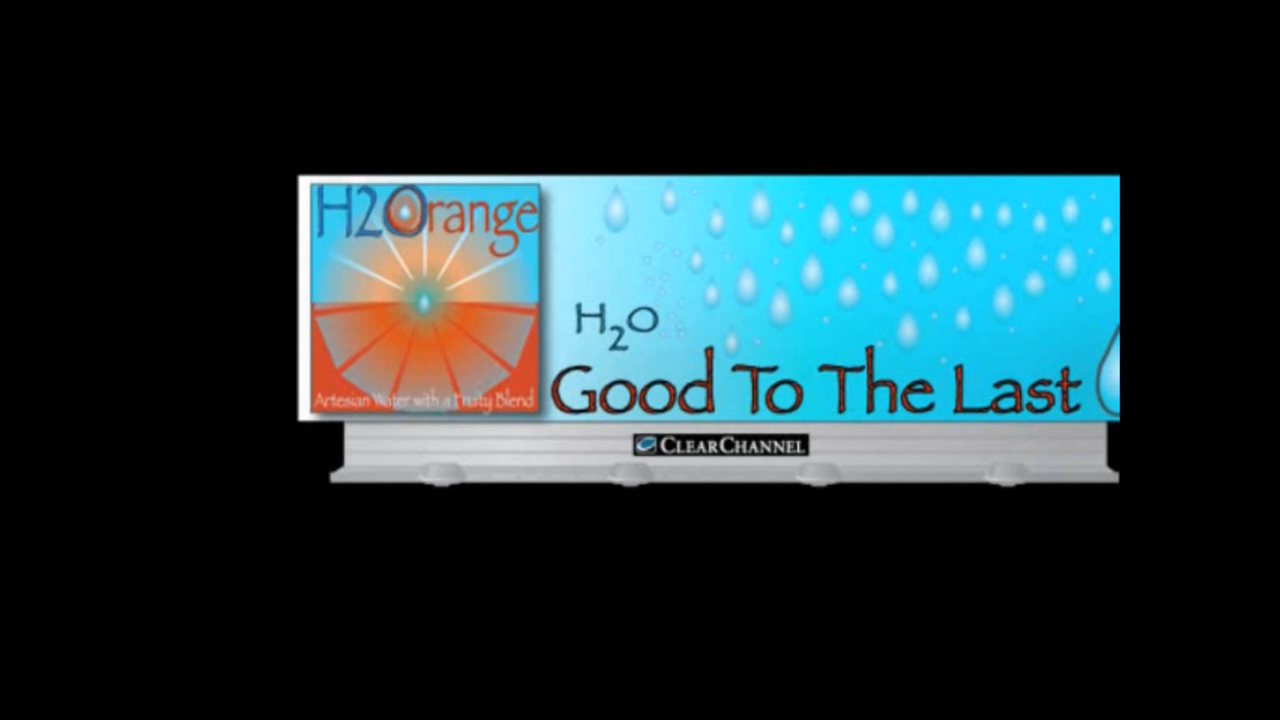 H2Orange
Artesian Water with a Fruity Blend
H₂O
Good To The Last
CLEARCHANNEL